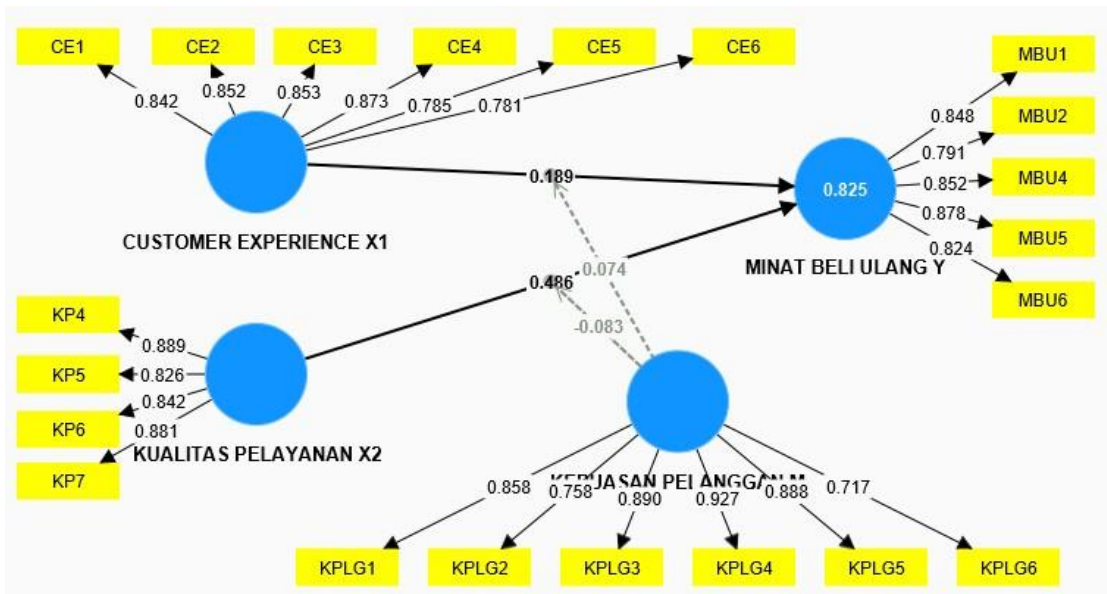 CE1
CE2
CE3
CE4
CE5
CE6
0.842
0.852
0.853
0.873
0.785
0.781
CUSTOMER EXPERIENCE X1
MBU1
MBU2
MBU4
MBU5
MBU6
0.848
0.791
0.852
0.878
0.824
0.825
MINAT BELI ULANG Y
0.189
0.486
0.074
-0.083
KP4
KP5
KP6
KP7
0.889
0.826
0.842
0.881
KUALITAS PELAYANAN X2
KEPUASAN PELANGGAN M
0.858
0.758
0.890
0.927
0.888
0.717
KPLG1
KPLG2
KPLG3
KPLG4
KPLG5
KPLG6